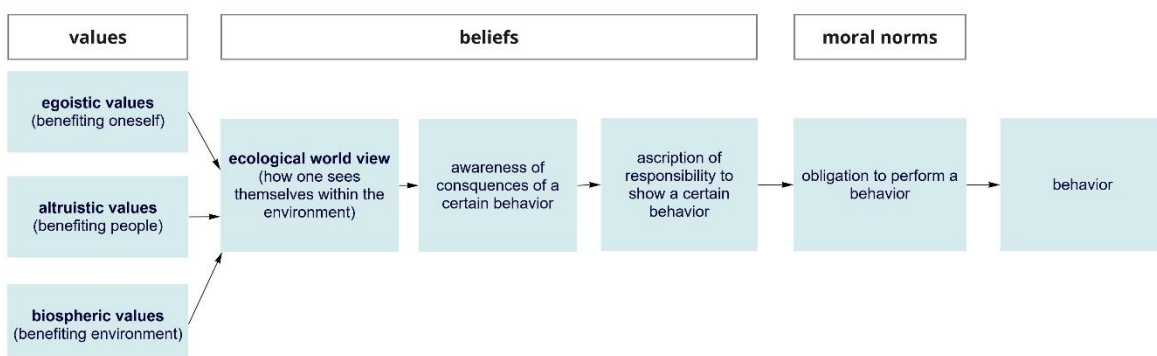 values
beliefs
moral norms
egoistic values
(benefiting oneself)
altruistic values
(benefiting people)
biospheric values
(benefiting environment)
ecological world view
(how one sees
themselves within the
environment)
awareness of
consquences of a
certain behavior
ascription of
responsibility to
show a certain
behavior
obligation to perform a
behavior
behavior